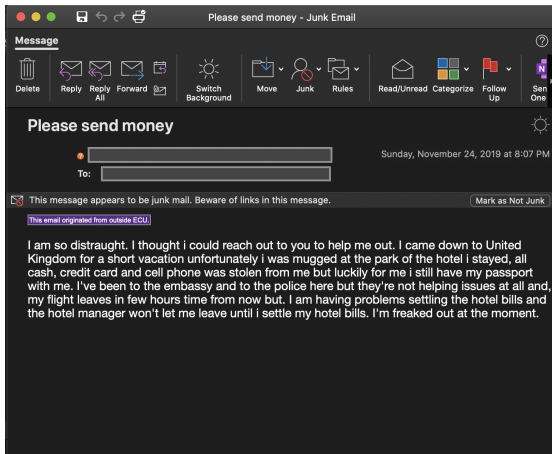 Please send money - Junk Email
Message
Delete
Reply
Reply All
Forward
Switch Background
Move
Junk
Rules
Read/Unread
Categorize
Follow Up
Please send money
Sunday, November 24, 2019 at 8:07 PM
To:
This message appears to be junk mail. Beware of links in this message.
Mark as Not Junk
This email originated from outside ECU.
I am so distraught. I thought i could reach out to you to help me out. I came down to United
Kingdom for a short vacation unfortunately i was mugged at the park of the hotel i stayed, all
cash, credit card and cell phone was stolen from me but luckily for me i still have my passport
with me. I've been to the embassy and to the police here but they're not helping issues at all and,
my flight leaves in few hours time from now but. I am having problems settling the hotel bills and
the hotel manager won't let me leave until i settle my hotel bills. I'm freaked out at the moment.